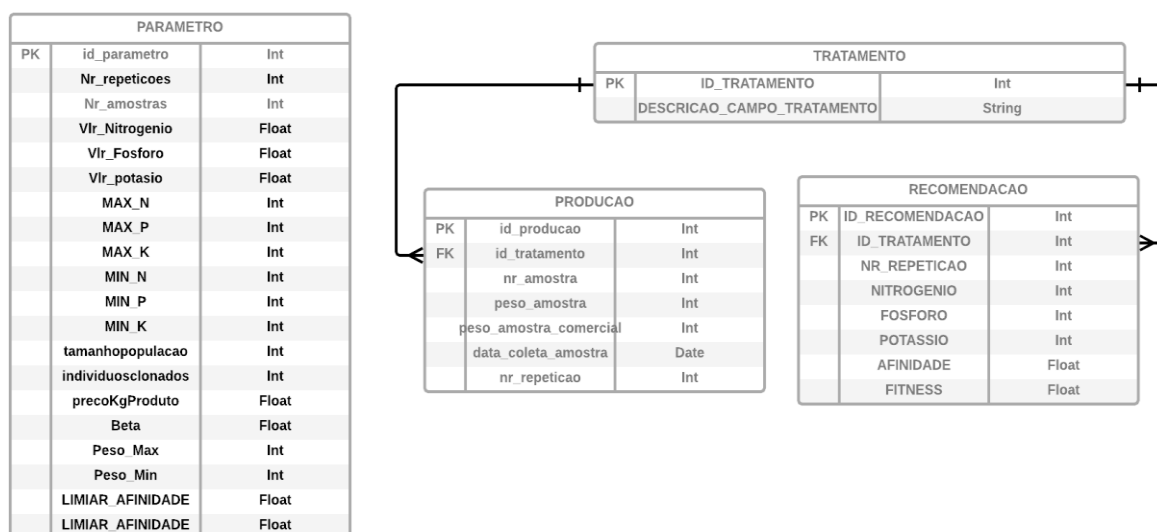 PARAMETRO
PK id_parametro Int
Nr_repeticoes Int
Nr_amostras Int
Vlr_Nitrogenio Float
Vlr_Fosforo Float
Vlr_potasio Float
MAX_N Int
MAX_P Int
MAX_K Int
MIN_N Int
MIN_P Int
MIN_K Int
tamanhopopulacao Int
individuosclonados Int
precoKgProduto Float
Beta Float
Peso_Max Int
Peso_Min Int
LIMIAR_AFINIDADE Float
LIMIAR_AFINIDADE Float
TRATAMENTO
PK ID_TRATAMENTO Int
DESCRICAO_CAMPO_TRATAMENTO String
PRODUCAO
PK id_producao Int
FK id_tratamento Int
nr_amostra Int
peso_amostra Int
peso_amostra_comercial Int
data_coleta_amostra Date
nr_repeticao Int
RECOMENDACAO
PK ID_RECOMENDACAO Int
FK ID_TRATAMENTO Int
NR_REPETICAO Int
NITROGENIO Int
FOSFORO Int
POTASSIO Int
AFINIDADE Float
FITNESS Float